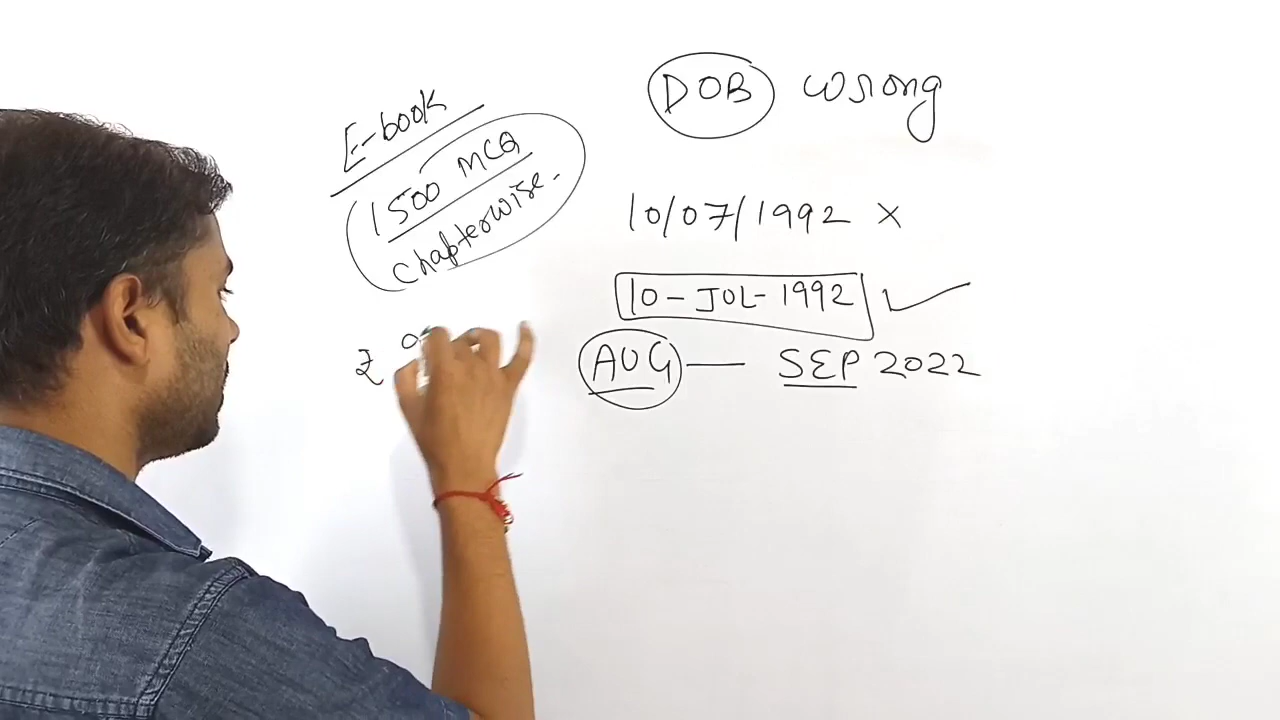 E-book
1500 MCQ
Chapterwise.
₹
DOB wrong
10/07/1992 ×
10-JUL-1992 ✓
AUG — SEP 2022